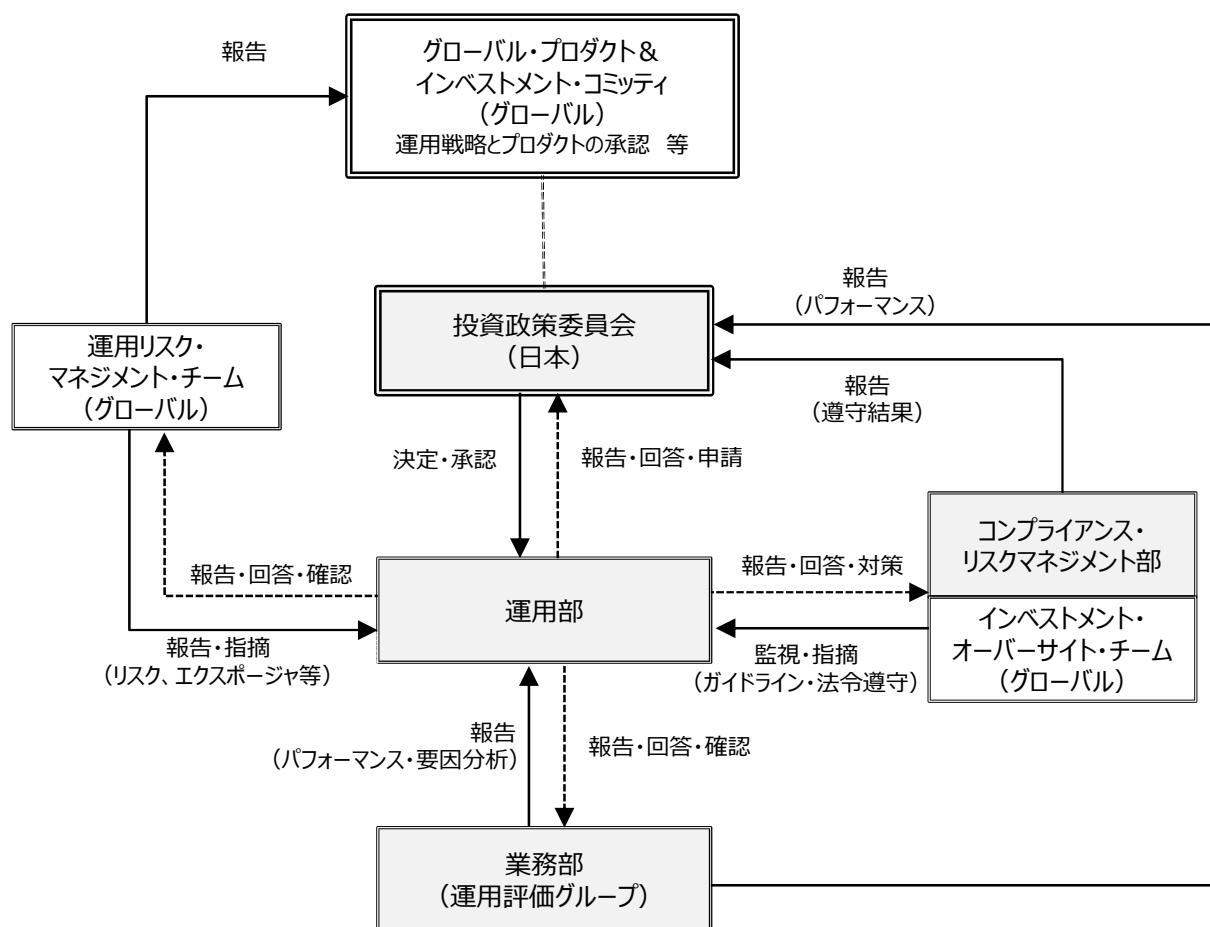 報告
グローバル・プロダクト＆
インベストメント・コミッティ
（グローバル）
運用戦略とプロダクトの承認　等
報告
（パフォーマンス）
投資政策委員会
（日本）
運用リスク・
マネジメント・チーム
（グローバル）
報告
（遵守結果）
決定・承認
報告・回答・申請
コンプライアンス・
リスクマネジメント部
報告・回答・確認
報告・回答・対策
運用部
インベストメント・
オーバーサイト・チーム
（グローバル）
報告・指摘
（リスク、エクスポージャ等）
監視・指摘
（ガイドライン・法令遵守）
報告
（パフォーマンス・要因分析）
報告・回答・確認
業務部
（運用評価グループ）